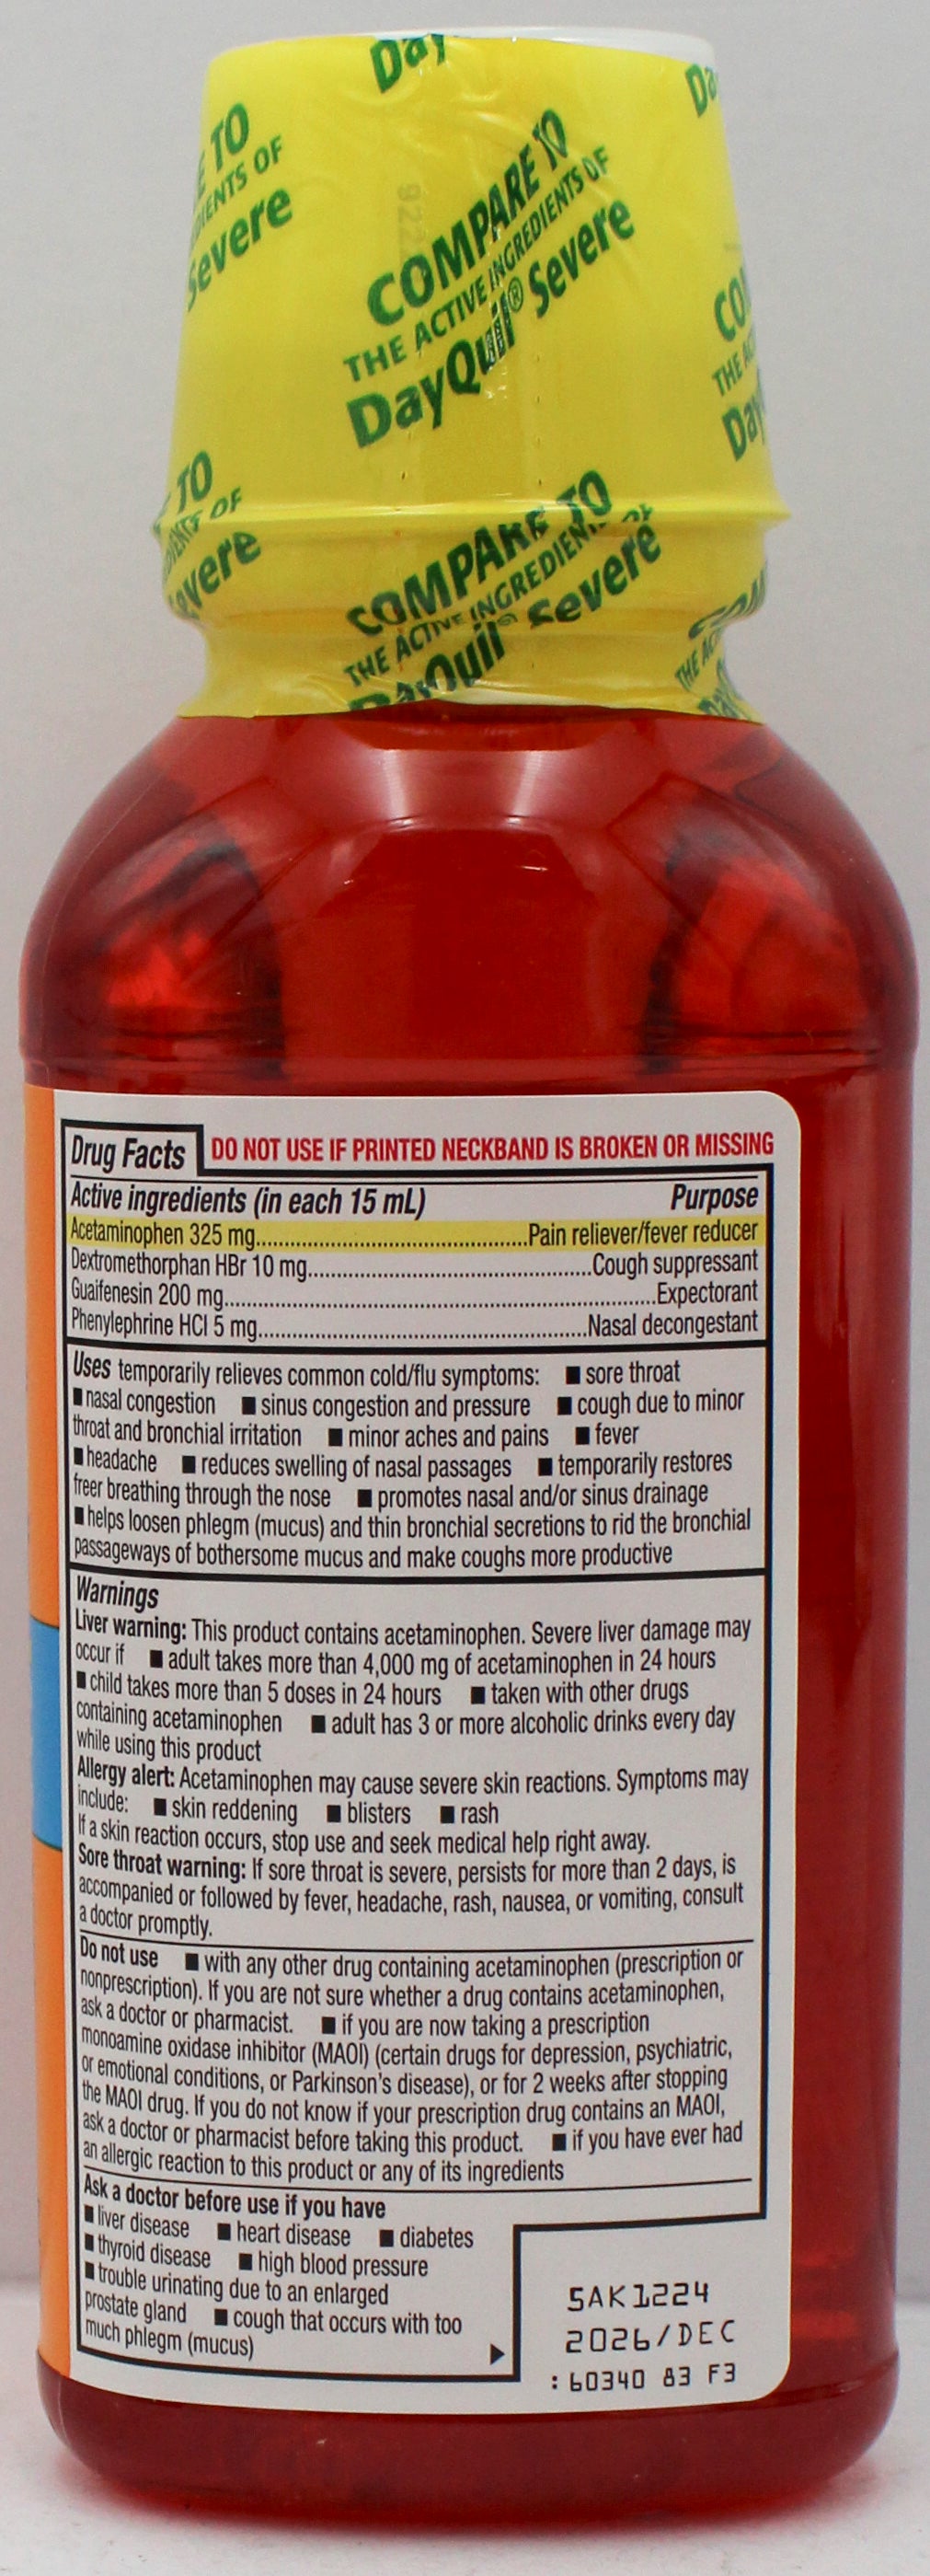 Day
Da
E TO
DIENTS OF
Severe
COMPARE TO
THE ACTIVE INGREDIENTS OF
DayQuil® Severe
CO
THE AC
Day
TO
DIENTS OF
evere
COMPARE TO
THE ACTIVE INGREDIENTS OF
DayQuil® Severe
COM
THE AC
Day
Drug Facts
DO NOT USE IF PRINTED NECKBAND IS BROKEN OR MISSING
Active ingredients (in each 15 mL) Purpose
Acetaminophen 325 mg..........Pain reliever/fever reducer
Dextromethorphan HBr 10 mg..........Cough suppressant
Guaifenesin 200 mg..........Expectorant
Phenylephrine HCl 5 mg..........Nasal decongestant
Uses temporarily relieves common cold/flu symptoms: ■ sore throat
■ nasal congestion ■ sinus congestion and pressure ■ cough due to minor
throat and bronchial irritation ■ minor aches and pains ■ fever
■ headache ■ reduces swelling of nasal passages ■ temporarily restores
freer breathing through the nose ■ promotes nasal and/or sinus drainage
■ helps loosen phlegm (mucus) and thin bronchial secretions to rid the bronchial
passageways of bothersome mucus and make coughs more productive
Warnings
Liver warning: This product contains acetaminophen. Severe liver damage may
occur if ■ adult takes more than 4,000 mg of acetaminophen in 24 hours
■ child takes more than 5 doses in 24 hours ■ taken with other drugs
containing acetaminophen ■ adult has 3 or more alcoholic drinks every day
while using this product
Allergy alert: Acetaminophen may cause severe skin reactions. Symptoms may
include: ■ skin reddening ■ blisters ■ rash
If a skin reaction occurs, stop use and seek medical help right away.
Sore throat warning: If sore throat is severe, persists for more than 2 days, is
accompanied or followed by fever, headache, rash, nausea, or vomiting, consult
a doctor promptly.
Do not use ■ with any other drug containing acetaminophen (prescription or
nonprescription). If you are not sure whether a drug contains acetaminophen,
ask a doctor or pharmacist. ■ if you are now taking a prescription
monoamine oxidase inhibitor (MAOI) (certain drugs for depression, psychiatric,
or emotional conditions, or Parkinson's disease), or for 2 weeks after stopping
the MAOI drug. If you do not know if your prescription drug contains an MAOI,
ask a doctor or pharmacist before taking this product. ■ if you have ever had
an allergic reaction to this product or any of its ingredients
Ask a doctor before use if you have
■ liver disease ■ heart disease ■ diabetes
■ thyroid disease ■ high blood pressure
■ trouble urinating due to an enlarged
prostate gland ■ cough that occurs with too
much phlegm (mucus)
5AK1224
2026/DEC
: 60340 83 F3